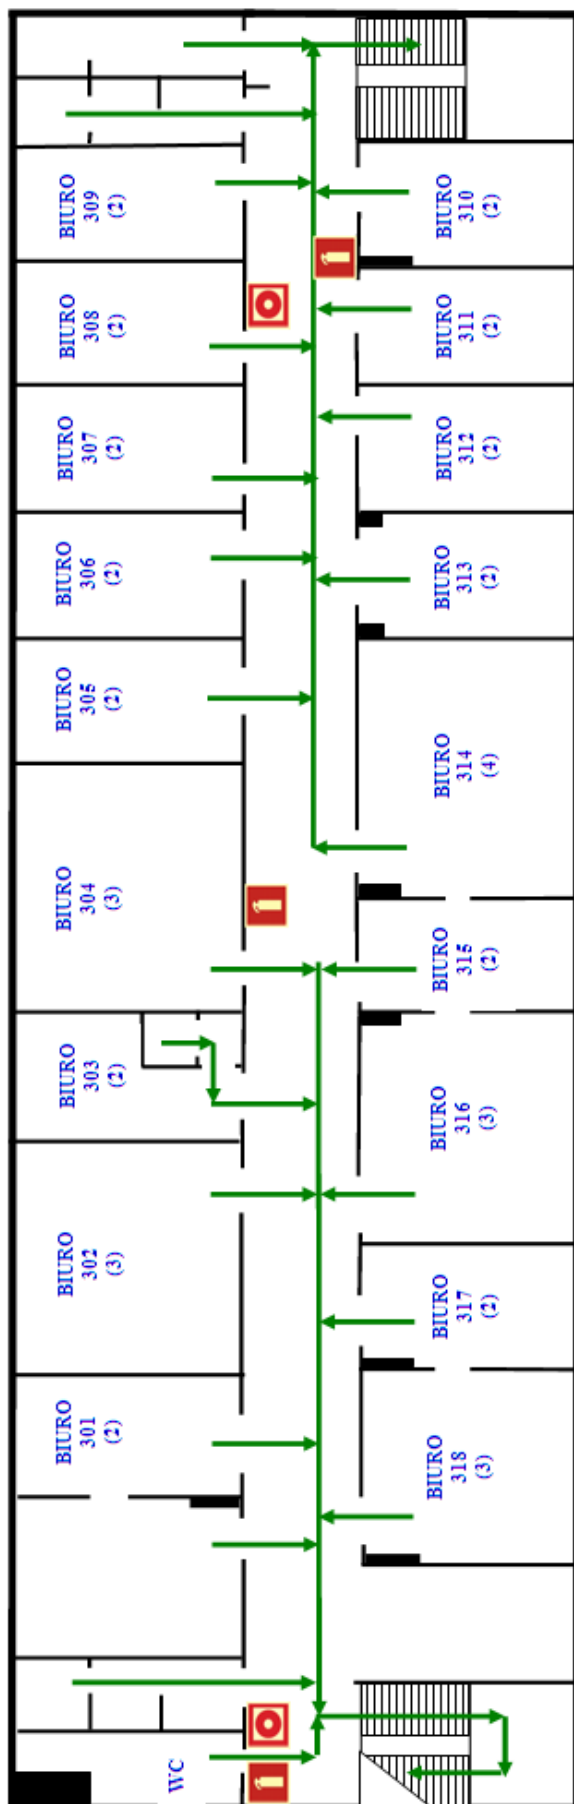 BIURO
309
(2)
BIURO
310
(2)
BIURO
308
(2)
BIURO
311
(2)
BIURO
307
(2)
BIURO
312
(2)
BIURO
306
(2)
BIURO
313
(2)
BIURO
305
(2)
BIURO
314
(4)
BIURO
304
(3)
BIURO
315
(2)
BIURO
303
(2)
BIURO
316
(3)
BIURO
302
(3)
BIURO
317
(2)
BIURO
301
(2)
BIURO
318
(3)
WC